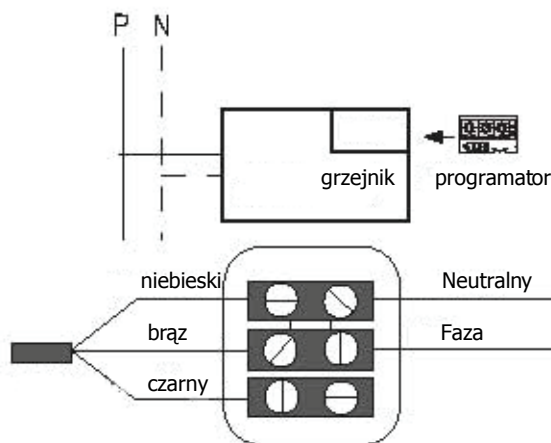 P N
grzejnik programator
niebieski Neutralny
brąz Faza
czarny